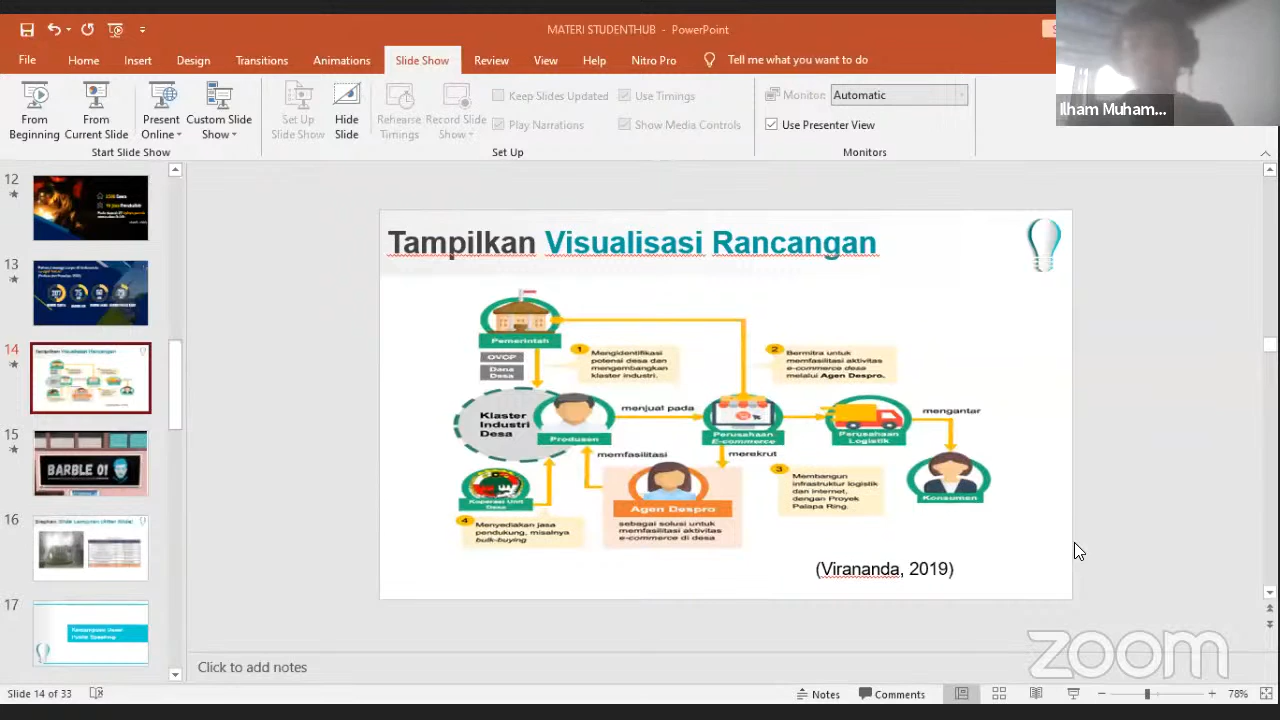 MATERI STUDENTHUB - PowerPoint
File Home Insert Design Transitions Animations Slide Show Review View Help Nitro Pro Tell me what you want to do
Ilham Muham...
From Beginning
From Current Slide
Present Online
Custom Slide Show
Start Slide Show
Set Up Slide Show
Hide Slide
Rehearse Timings
Record Slide Show
Keep Slides Updated
Play Narrations
Use Timings
Show Media Controls
Set Up
Monitor: Automatic
Use Presenter View
Monitors
12
13
14
Tampilkan Visualisasi Rancangan
15
BARBLE 01
16
17
Tampilkan Visualisasi Rancangan
Pemerintah
OVOP
Dana
Desa
1
Mengidentifikasi
potensi desa dan
mengembangkan
klaster industri.
2
Bermitra untuk
memfasilitasi aktivitas
e-commerce desa
melalui Agen Despro.
Klaster
Industri
Desa
Produsen
menjual pada
Perusahaan
E-commerce
Perusahaan
Logistik
mengantar
Konsumen
memfasilitasi
merekrut
Koperasi Unit
Desa
4
Menyediakan jasa
pendukung, misalnya
bulk-buying
Agen Despro
sebagai solusi untuk
memfasilitasi aktivitas
e-commerce di desa
3
Membangun
infrastruktur logislik
dan internet,
dengan Proyek
Palapa Ring.
(Virananda, 2019)
Click to add notes
zoom
Slide 14 of 33
Notes
Comments
78%